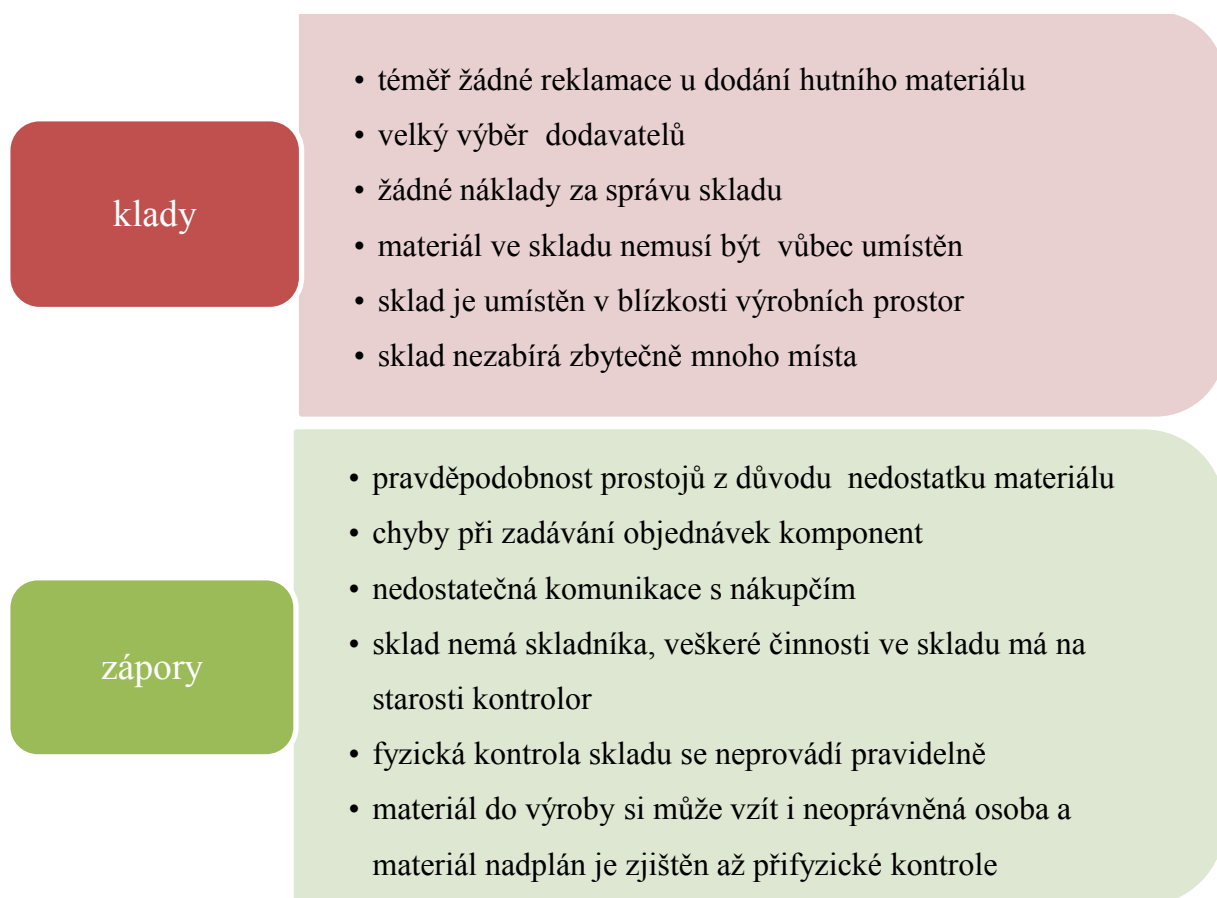 klady
• téměř žádné reklamace u dodání hutního materiálu
• velký výběr  dodavatelů
• žádné náklady za správu skladu
• materiál ve skladu nemusí být  vůbec umístěn
• sklad je umístěn v blízkosti výrobních prostor
• sklad nezabírá zbytečně mnoho místa
zápory
• pravděpodobnost prostojů z důvodu  nedostatku materiálu
• chyby při zadávání objednávek komponent
• nedostatečná komunikace s nákupčím
• sklad nemá skladníka, veškeré činnosti ve skladu má na
starosti kontrolor
• fyzická kontrola skladu se neprovádí pravidelně
• materiál do výroby si může vzít i neoprávněná osoba a
materiál nadplán je zjištěn až přifyzické kontrole